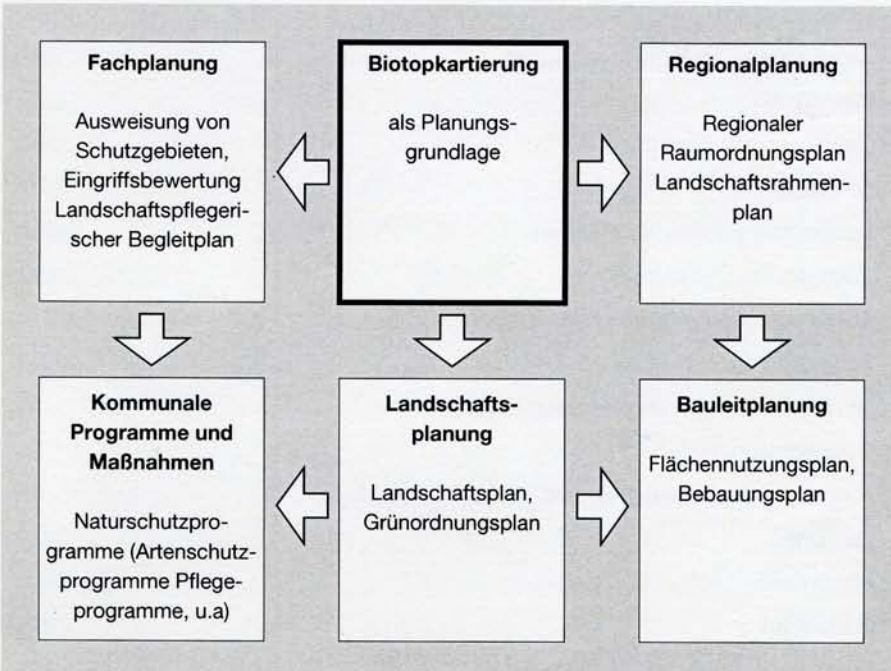 Fachplanung
Ausweisung von
Schutzgebieten,
Eingriffsbewertung
Landschaftspflegeri-
scher Begleitplan
Biotopkartierung
als Planungs-
grundlage
Regionalplanung
Regionaler
Raumordnungsplan
Landschaftsrahmen-
plan
Kommunale
Programme und
Maßnahmen
Naturschutzpro-
gramme (Artenschutz-
programme Pflege-
programme, u.a)
Landschafts-
planung
Landschaftsplan,
Grünordnungsplan
Bauleitplanung
Flächennutzungsplan,
Bebauungsplan